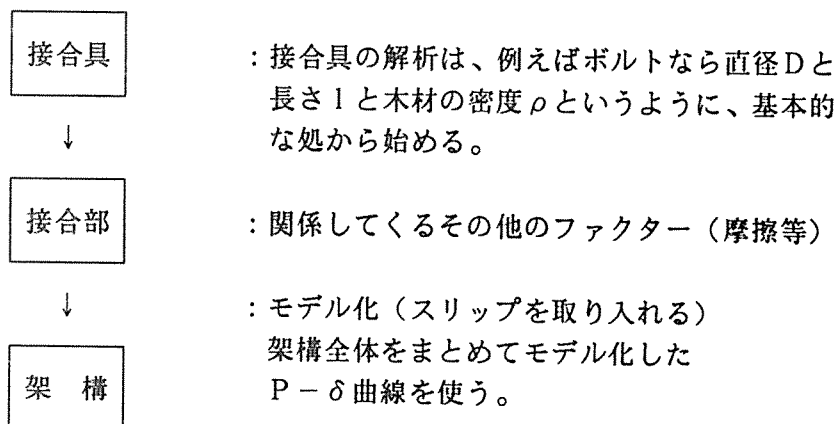 接合具 :接合具の解析は、例えばボルトなら直径Dと
長さlと木材の密度ρというように、基本的
な処から始める。
↓
接合部 :関係してくるその他のファクター(摩擦等)
↓ :モデル化(スリップを取り入れる)
架構全体をまとめてモデル化した
架 構 P-δ曲線を使う。